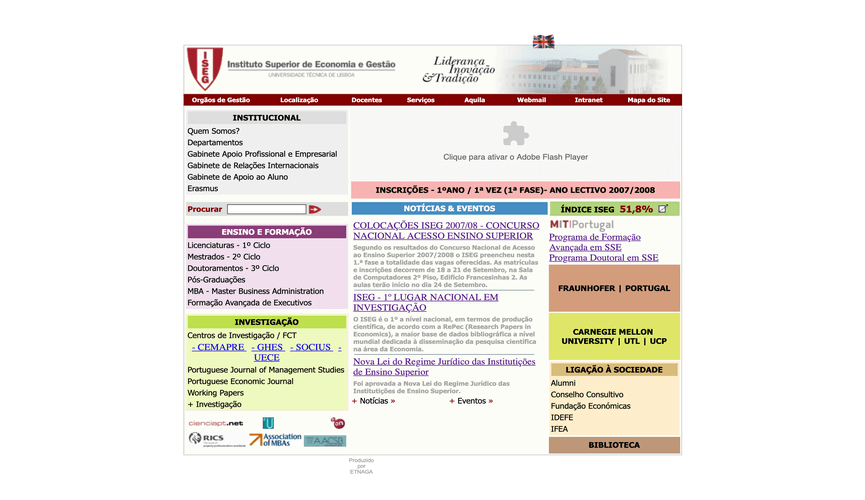 ISEG
Instituto Superior de Economia e Gestão
UNIVERSIDADE TÉCNICA DE LISBOA
Liderança
Inovação
&Tradição
Orgãos de Gestão Localização Docentes Serviços Aquila Webmail Intranet Mapa do Site
INSTITUCIONAL
Quem Somos?
Departamentos
Gabinete Apoio Profissional e Empresarial
Gabinete de Relações Internacionais
Gabinete de Apoio ao Aluno
Erasmus
Procurar
ENSINO E FORMAÇÃO
Licenciaturas - 1º Ciclo
Mestrados - 2º Ciclo
Doutoramentos - 3º Ciclo
Pós-Graduações
MBA - Master Business Administration
Formação Avançada de Executivos
INVESTIGAÇÃO
Centros de Investigação / FCT
- CEMAPRE - GHES - SOCIUS -
UECE
Portuguese Journal of Management Studies
Portuguese Economic Journal
Working Papers
+ Investigação
cienciapt.net
RICS
Association
of MBAs
AACSB
Clique para ativar o Adobe Flash Player
INSCRIÇÕES - 1ºANO / 1ª VEZ (1ª FASE)- ANO LECTIVO 2007/2008
NOTÍCIAS & EVENTOS
COLOCAÇÕES ISEG 2007/08 - CONCURSO
NACIONAL ACESSO ENSINO SUPERIOR
Segundo os resultados do Concurso Nacional de Acesso
ao Ensino Superior 2007/2008 o ISEG preencheu nesta
1.ª fase a totalidade das vagas oferecidas. As matrículas
e inscrições decorrem de 18 a 21 de Setembro, na Sala
de Computadores 2º Piso, Edifício Francesinhas 2. As
aulas terão inicio no dia 24 de Setembro.
ISEG - 1º LUGAR NACIONAL EM
INVESTIGAÇÃO
O ISEG é o 1º a nível nacional, em termos de produção
científica, de acordo com a RePec (Research Papers in
Economics), a maior base de dados bibliográfica a nível
mundial dedicada à disseminação da pesquisa científica
na área da Economia.
Nova Lei do Regime Jurídico das Instituições
de Ensino Superior
Foi aprovada a Nova Lei do Regime Jurídico das
Instituições de Ensino Superior.
+ Notícias » + Eventos »
ÍNDICE ISEG 51,8%
MIT|Portugal
Programa de Formação
Avançada em SSE
Programa Doutoral em SSE
FRAUNHOFER | PORTUGAL
CARNEGIE MELLON
UNIVERSITY | UTL | UCP
LIGAÇÃO À SOCIEDADE
Alumni
Conselho Consultivo
Fundação Económicas
IDEFE
IFEA
BIBLIOTECA
Produzido
por
ETNAGA